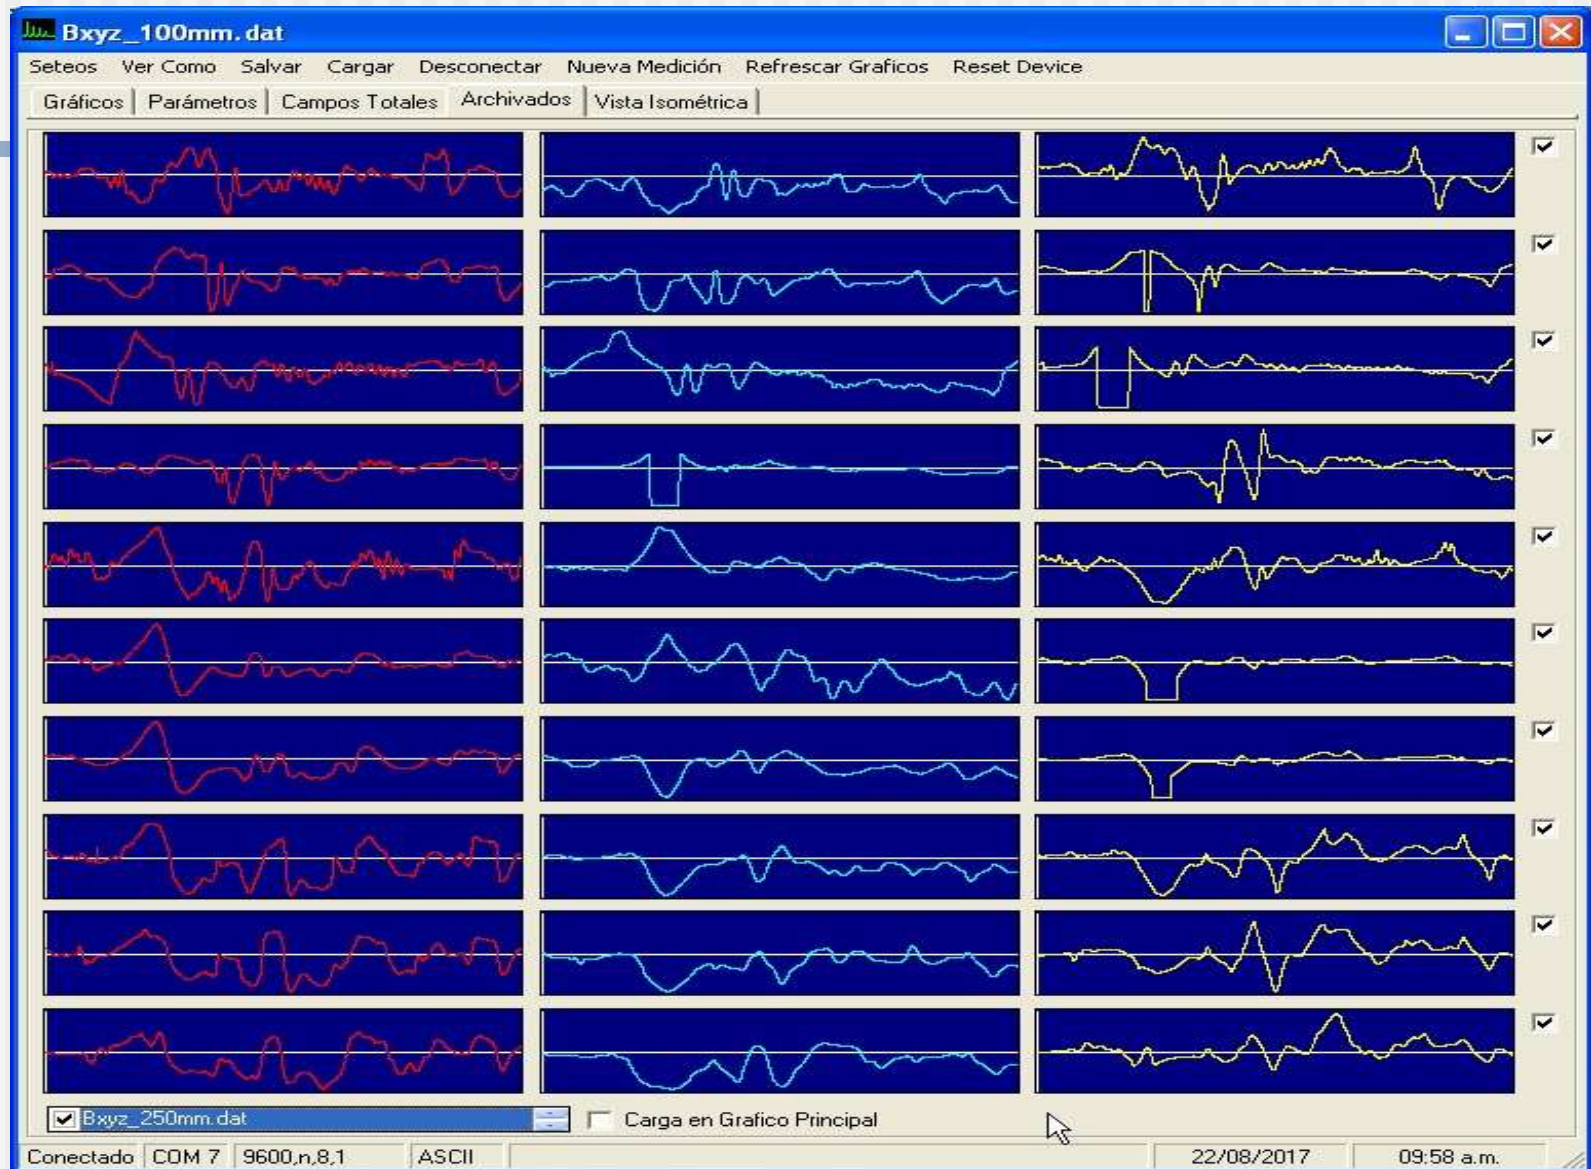 Bxyz_100mm.dat
Seteos Ver Como Salvar Cargar Desconectar Nueva Medición Refrescar Graficos Reset Device
Gráficos Parámetros Campos Totales Archivados Vista Isométrica
Bxyz_250mm.dat Carga en Grafico Principal
Conectado COM 7 9600,n,8,1 ASCII 22/08/2017 09:58 a.m.